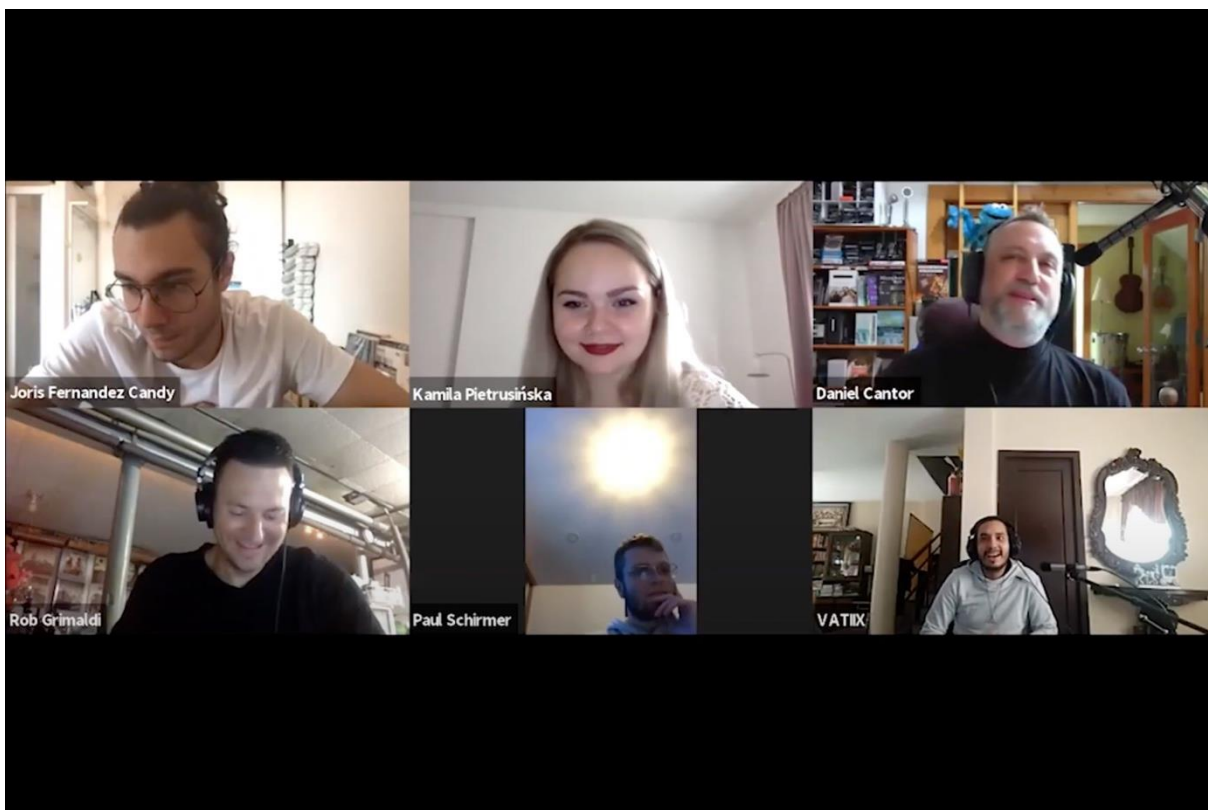 Joris Fernandez Candy
Kamila Pietrusińska
Daniel Cantor
Rob Grimaldi
Paul Schirmer
VATIIX